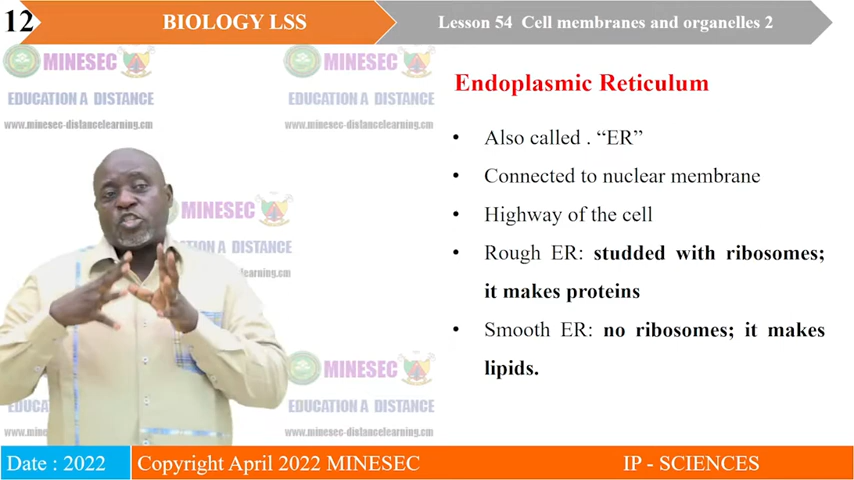 12
BIOLOGY LSS
Lesson 54 Cell membranes and organelles 2
MINESEC
EDUCATION A DISTANCE
www.minesec-distancelearning.cm
MINESEC
EDUCATION A DISTANCE
www.minesec-distancelearning.cm
MINESEC
DISTANCE
MINESEC
EDUCATION A DISTANCE
www.minesec-distancelearning.cm
Endoplasmic Reticulum
• Also called . “ER”
• Connected to nuclear membrane
• Highway of the cell
• Rough ER: studded with ribosomes;
it makes proteins
• Smooth ER: no ribosomes; it makes
lipids.
Date : 2022
Copyright April 2022 MINESEC
IP - SCIENCES